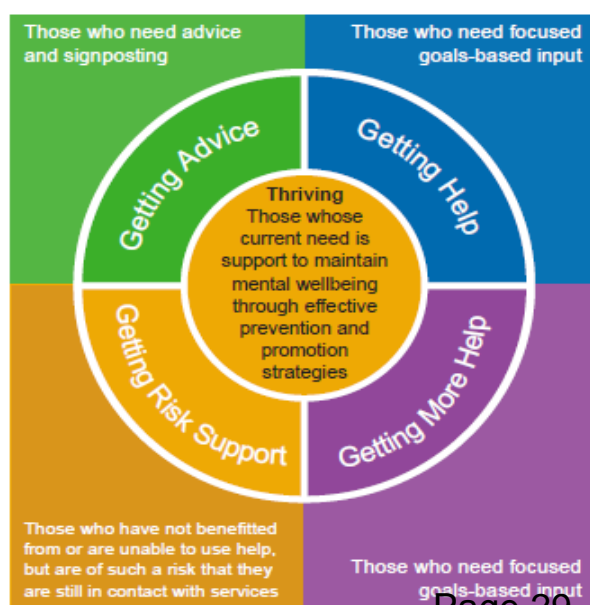 Those who need advice
and signposting
Those who need focused
goals-based input
Getting Advice
Getting Help
Thriving
Those whose
current need is
support to maintain
mental wellbeing
through effective
prevention and
promotion
strategies
Getting Risk Support
Getting More Help
Those who have not benefitted
from or are unable to use help,
but are of such a risk that they
are still in contact with services
Those who need focused
goals-based input
Page 29